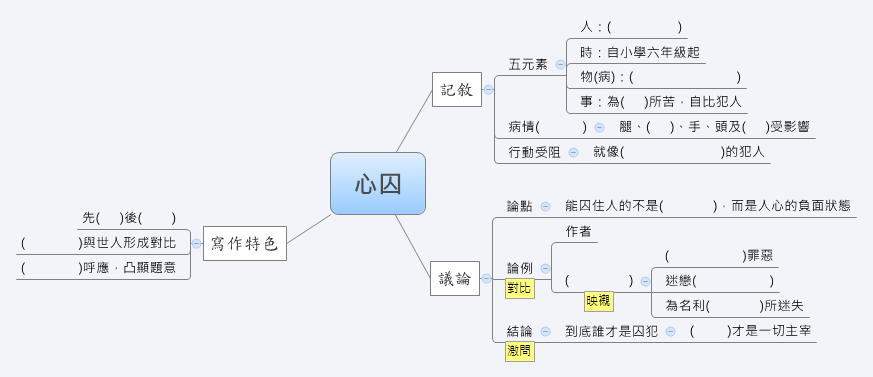 心囚
記敘
五元素
人：(                    )
時：自小學六年級起
物(病)：(                              )
事：為(      )所苦，自比犯人
病情(            )
腿、(      )、手、頭及(      )受影響
行動受阻
就像(                            )的犯人
議論
論點
能囚住人的不是(              )，而是人心的負面狀態
論例
對比
作者
(                  )
映襯
(                      )罪惡
迷戀(                      )
為名利(              )所迷失
結論
激問
到底誰才是囚犯
(          )才是一切主宰
寫作特色
先(      )後(        )
(                )與世人形成對比
(                )呼應，凸顯題意